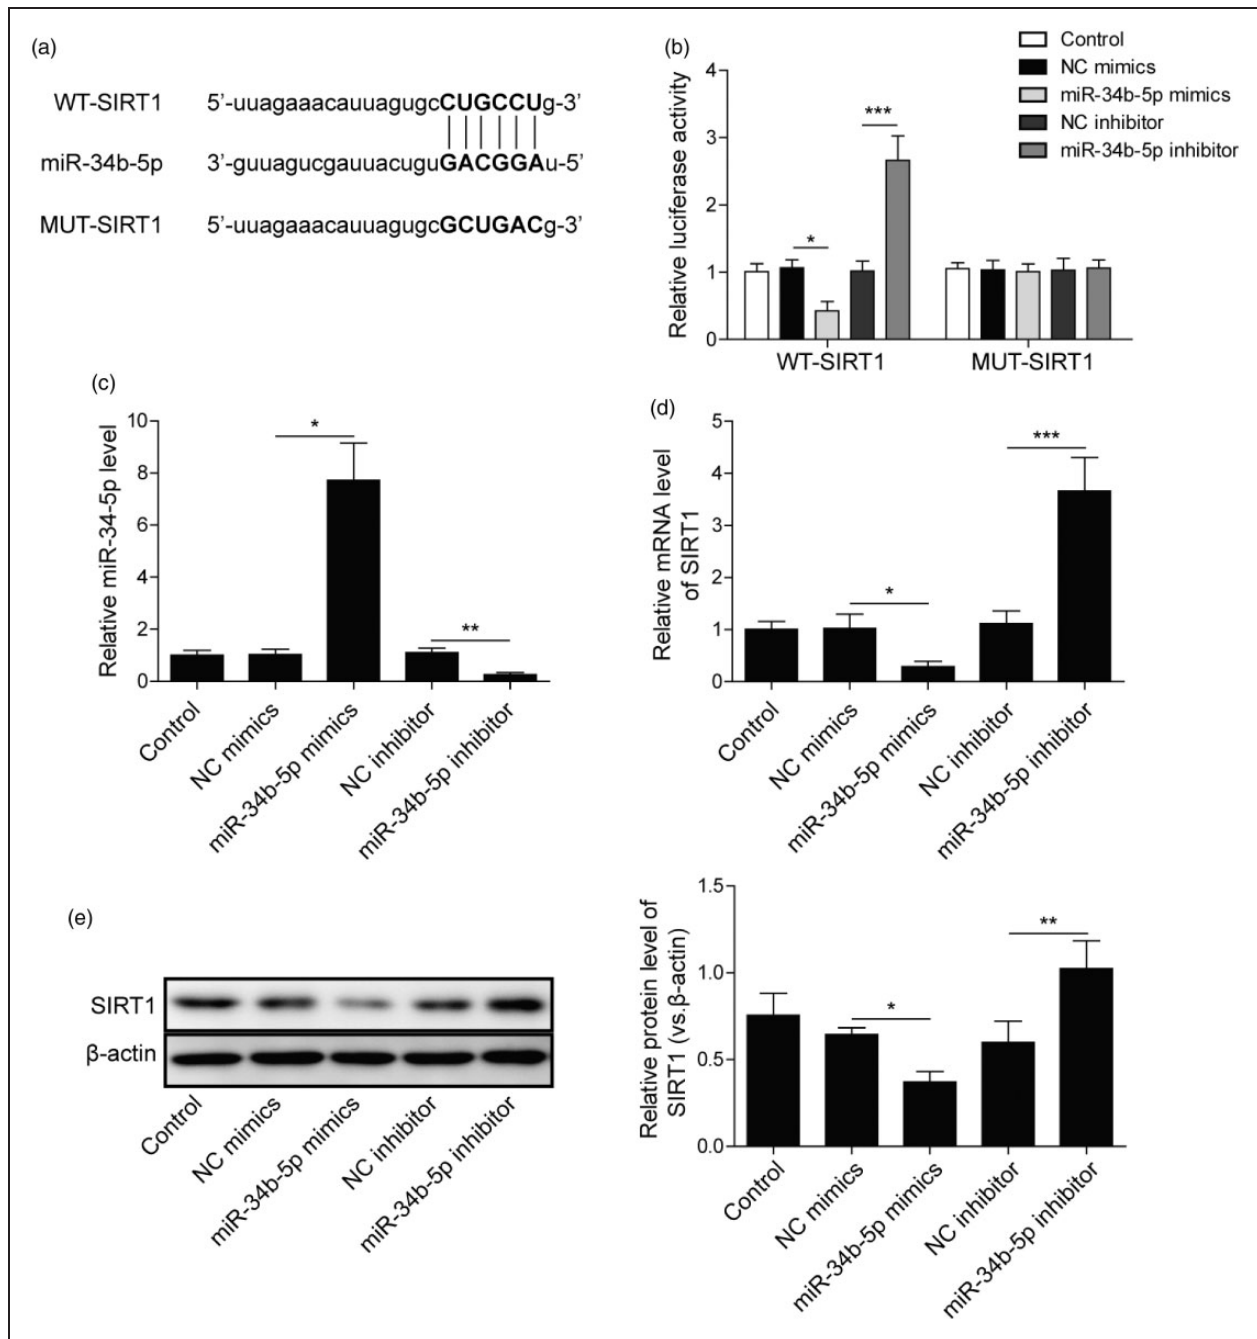 (a)
WT-SIRT1 5'-uuagaaacauuagugcCUGCCUg-3'
miR-34b-5p 3'-guuagucgauuacuguGACGGAu-5'
MUT-SIRT1 5'-uuagaaacauuagugcGCUGACg-3'
(b)
Control
NC mimics
miR-34b-5p mimics
NC inhibitor
miR-34b-5p inhibitor
Relative luciferase activity
4
3
2
1
0
*
***
WT-SIRT1 MUT-SIRT1
(c)
Relative miR-34-5p level
10
8
6
4
2
0
*
**
Control
NC mimics
miR-34b-5p mimics
NC inhibitor
miR-34b-5p inhibitor
(d)
Relative mRNA level
of SIRT1
5
4
3
2
1
0
*
***
Control
NC mimics
miR-34b-5p mimics
NC inhibitor
miR-34b-5p inhibitor
(e)
SIRT1
β-actin
Control
NC mimics
miR-34b-5p mimics
NC inhibitor
miR-34b-5p inhibitor
Relative protein level of
SIRT1 (vs.β-actin)
1.5
1.0
0.5
0.0
*
**
Control
NC mimics
miR-34b-5p mimics
NC inhibitor
miR-34b-5p inhibitor